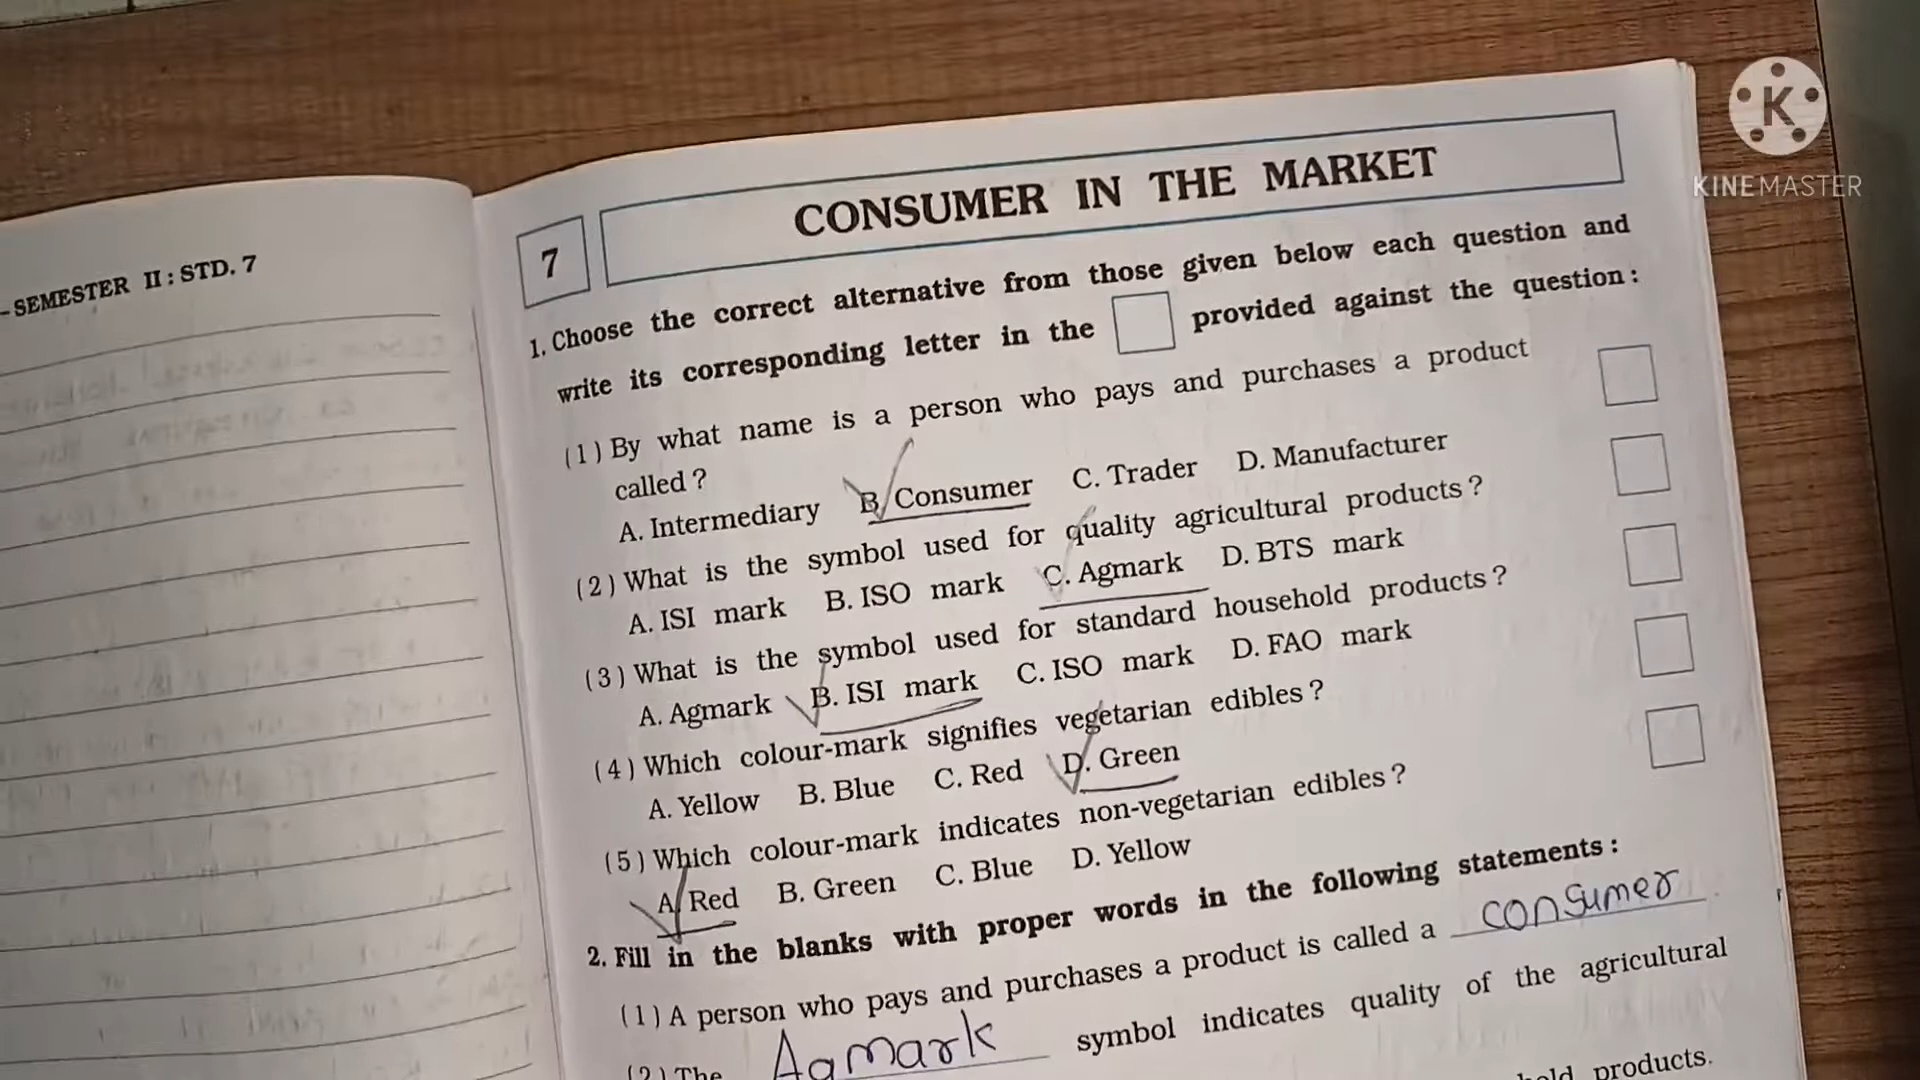 - SEMESTER II : STD. 7
K
KINEMASTER
7
CONSUMER IN THE MARKET
1. Choose the correct alternative from those given below each question and
write its corresponding letter in the provided against the question :
(1) By what name is a person who pays and purchases a product
called ?
A. Intermediary B. Consumer C. Trader D. Manufacturer
(2) What is the symbol used for quality agricultural products ?
A. ISI mark B. ISO mark C. Agmark D. BTS mark
(3) What is the symbol used for standard household products ?
A. Agmark B. ISI mark C. ISO mark D. FAO mark
(4) Which colour-mark signifies vegetarian edibles ?
A. Yellow B. Blue C. Red D. Green
(5) Which colour-mark indicates non-vegetarian edibles ?
A. Red B. Green C. Blue D. Yellow
2. Fill in the blanks with proper words in the following statements :
(1) A person who pays and purchases a product is called a consumer
(2) The Agmark symbol indicates quality of the agricultural
products.